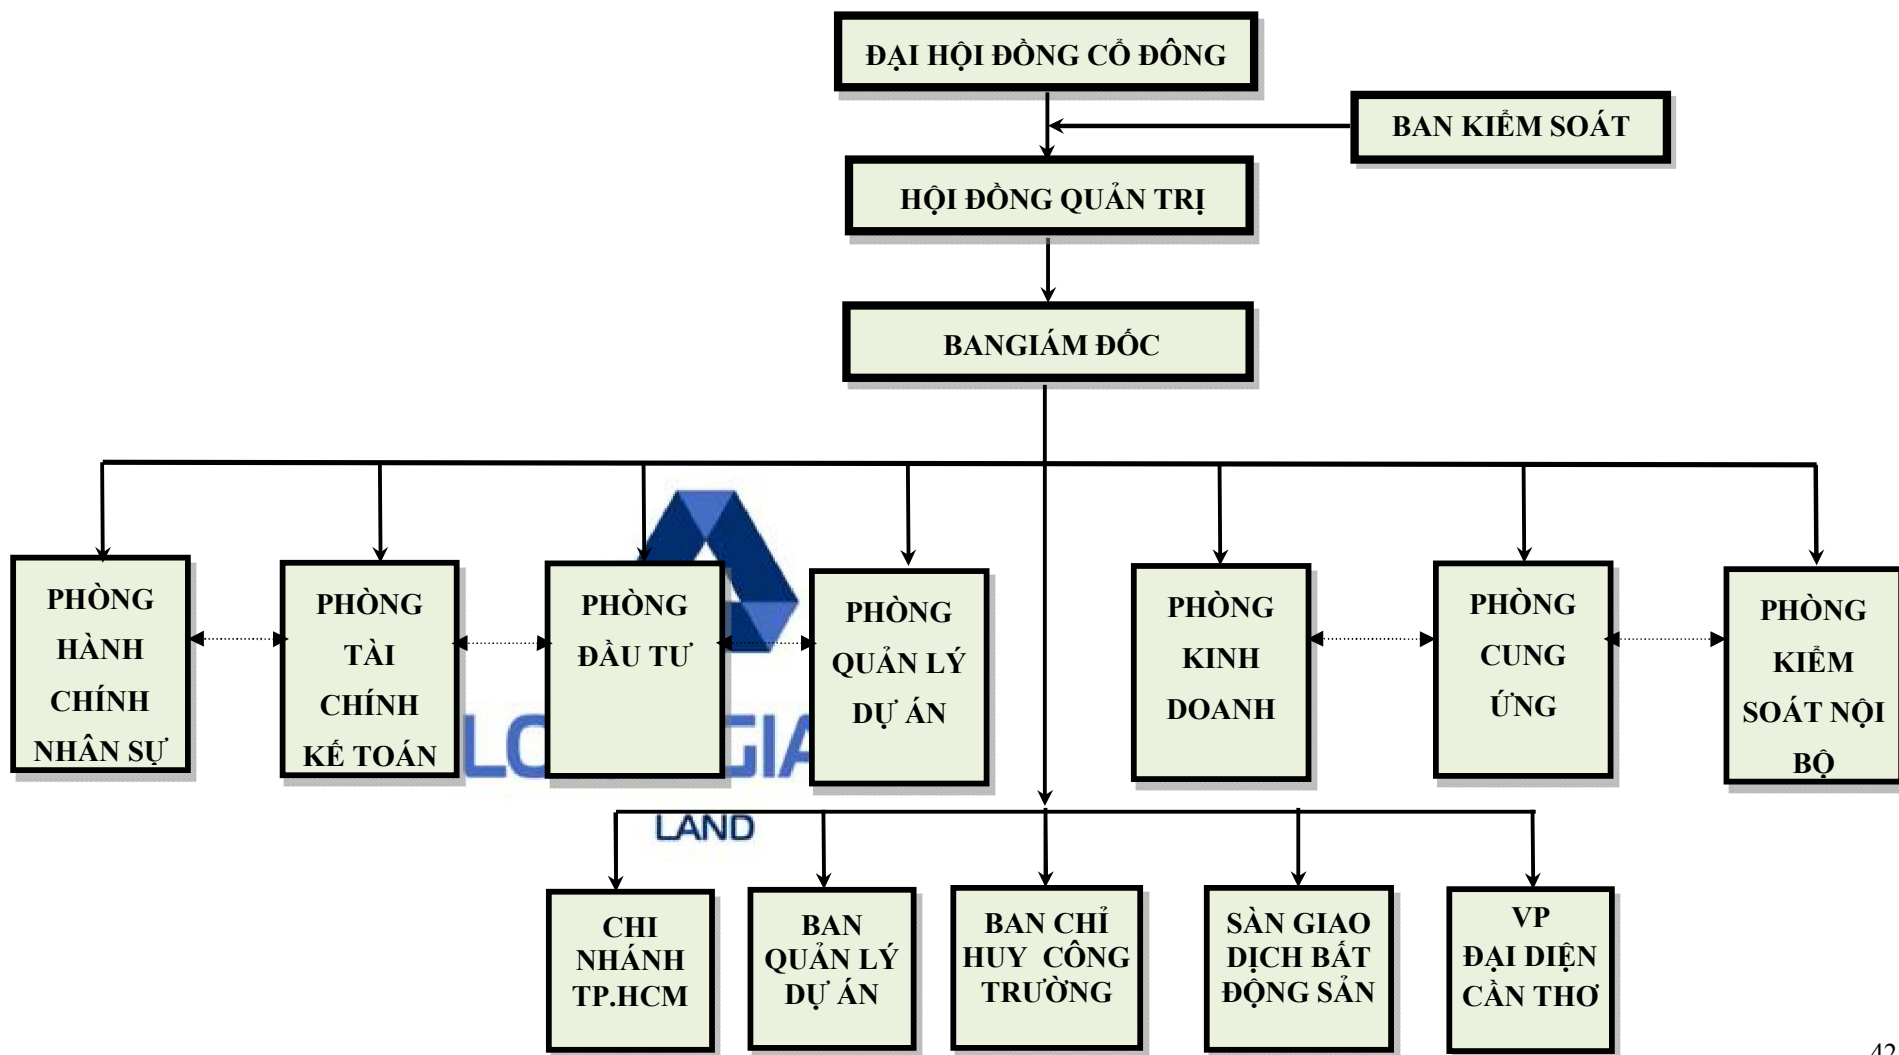 ĐẠI HỘI ĐỒNG CỔ ĐÔNG
BAN KIỂM SOÁT
HỘI ĐỒNG QUẢN TRỊ
BANGIÁM ĐỐC
PHÒNG
HÀNH
CHÍNH
NHÂN SỰ
PHÒNG
TÀI
CHÍNH
KẾ TOÁN
PHÒNG
ĐẦU TƯ
PHÒNG
QUẢN LÝ
DỰ ÁN
PHÒNG
KINH
DOANH
PHÒNG
CUNG
ỨNG
PHÒNG
KIỂM
SOÁT NỘI
BỘ
LAND
CHI
NHÁNH
TP.HCM
BAN
QUẢN LÝ
DỰ ÁN
BAN CHỈ
HUY CÔNG
TRƯỜNG
SÀN GIAO
DỊCH BẤT
ĐỘNG SẢN
VP
ĐẠI DIỆN
CẦN THƠ
42